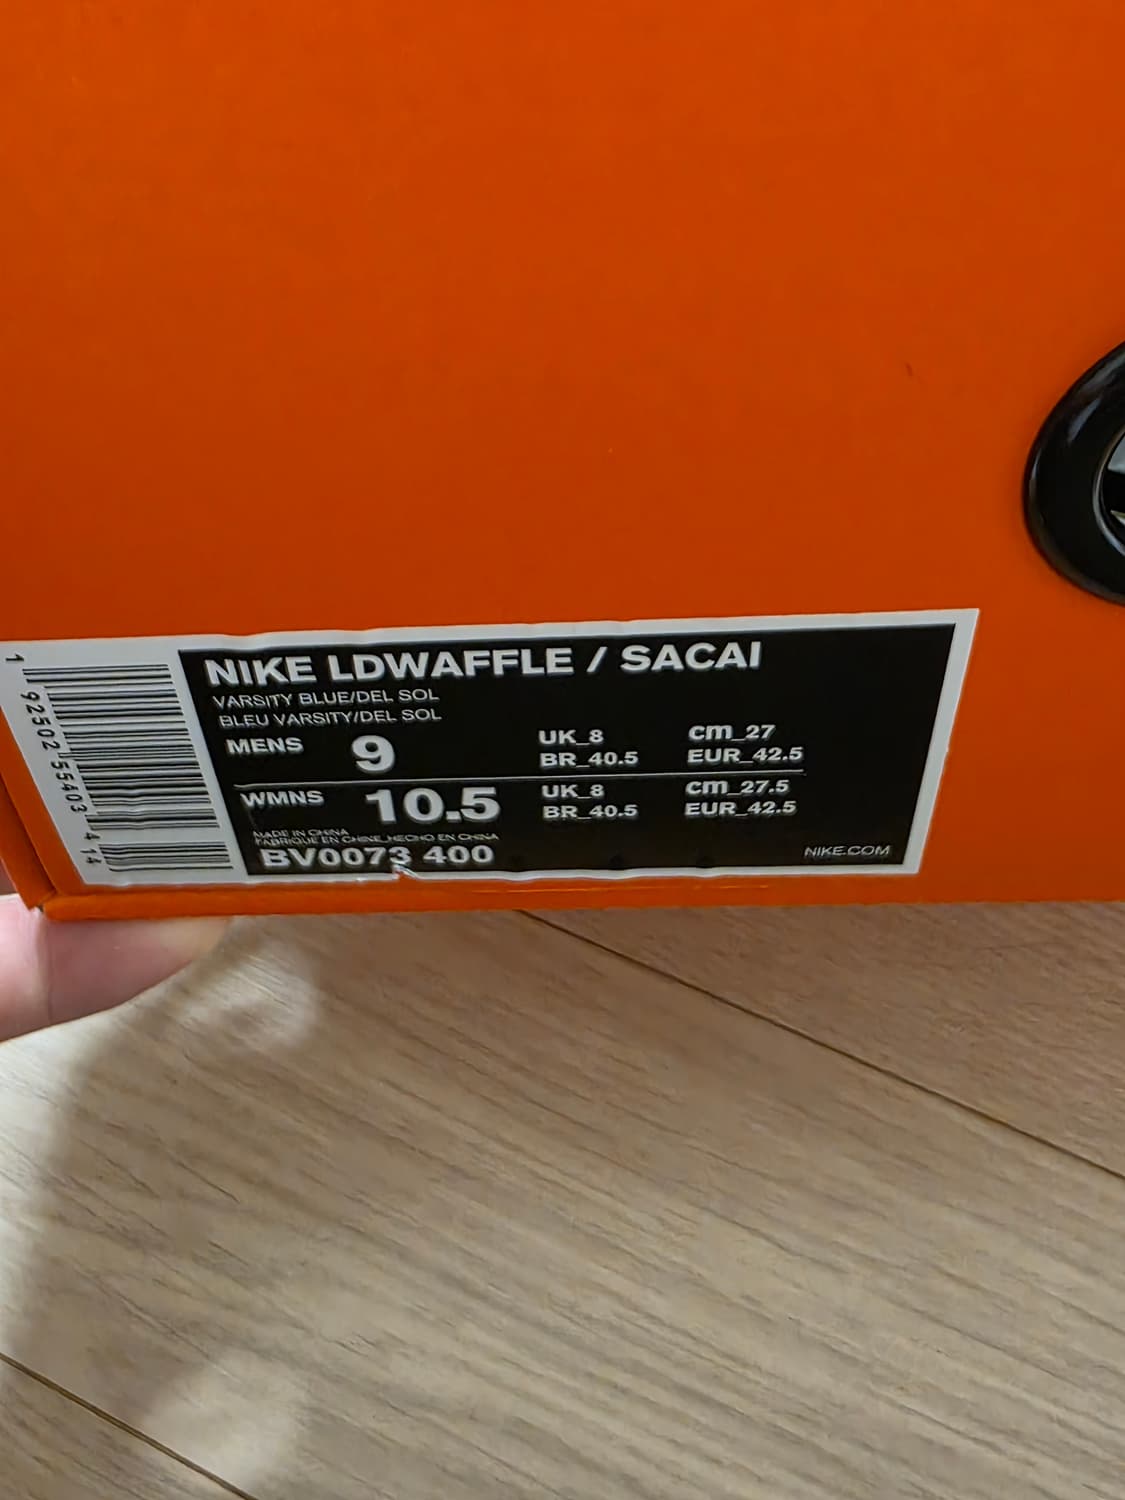 NIKE LDWAFFLE / SACAI
VARSITY BLUE/DEL SOL
BLEU VARSITY/DEL SOL
MENS 9 UK_8 cm_27
BR_40.5 EUR_42.5
WMNS 10.5 UK_8 cm_27.5
BR_40.5 EUR_42.5
MADE IN CHINA
FABRIQUE EN CHINE_HECHO EN CHINA
BV0073 400
NIKE.COM
1 92502 55403 4 14